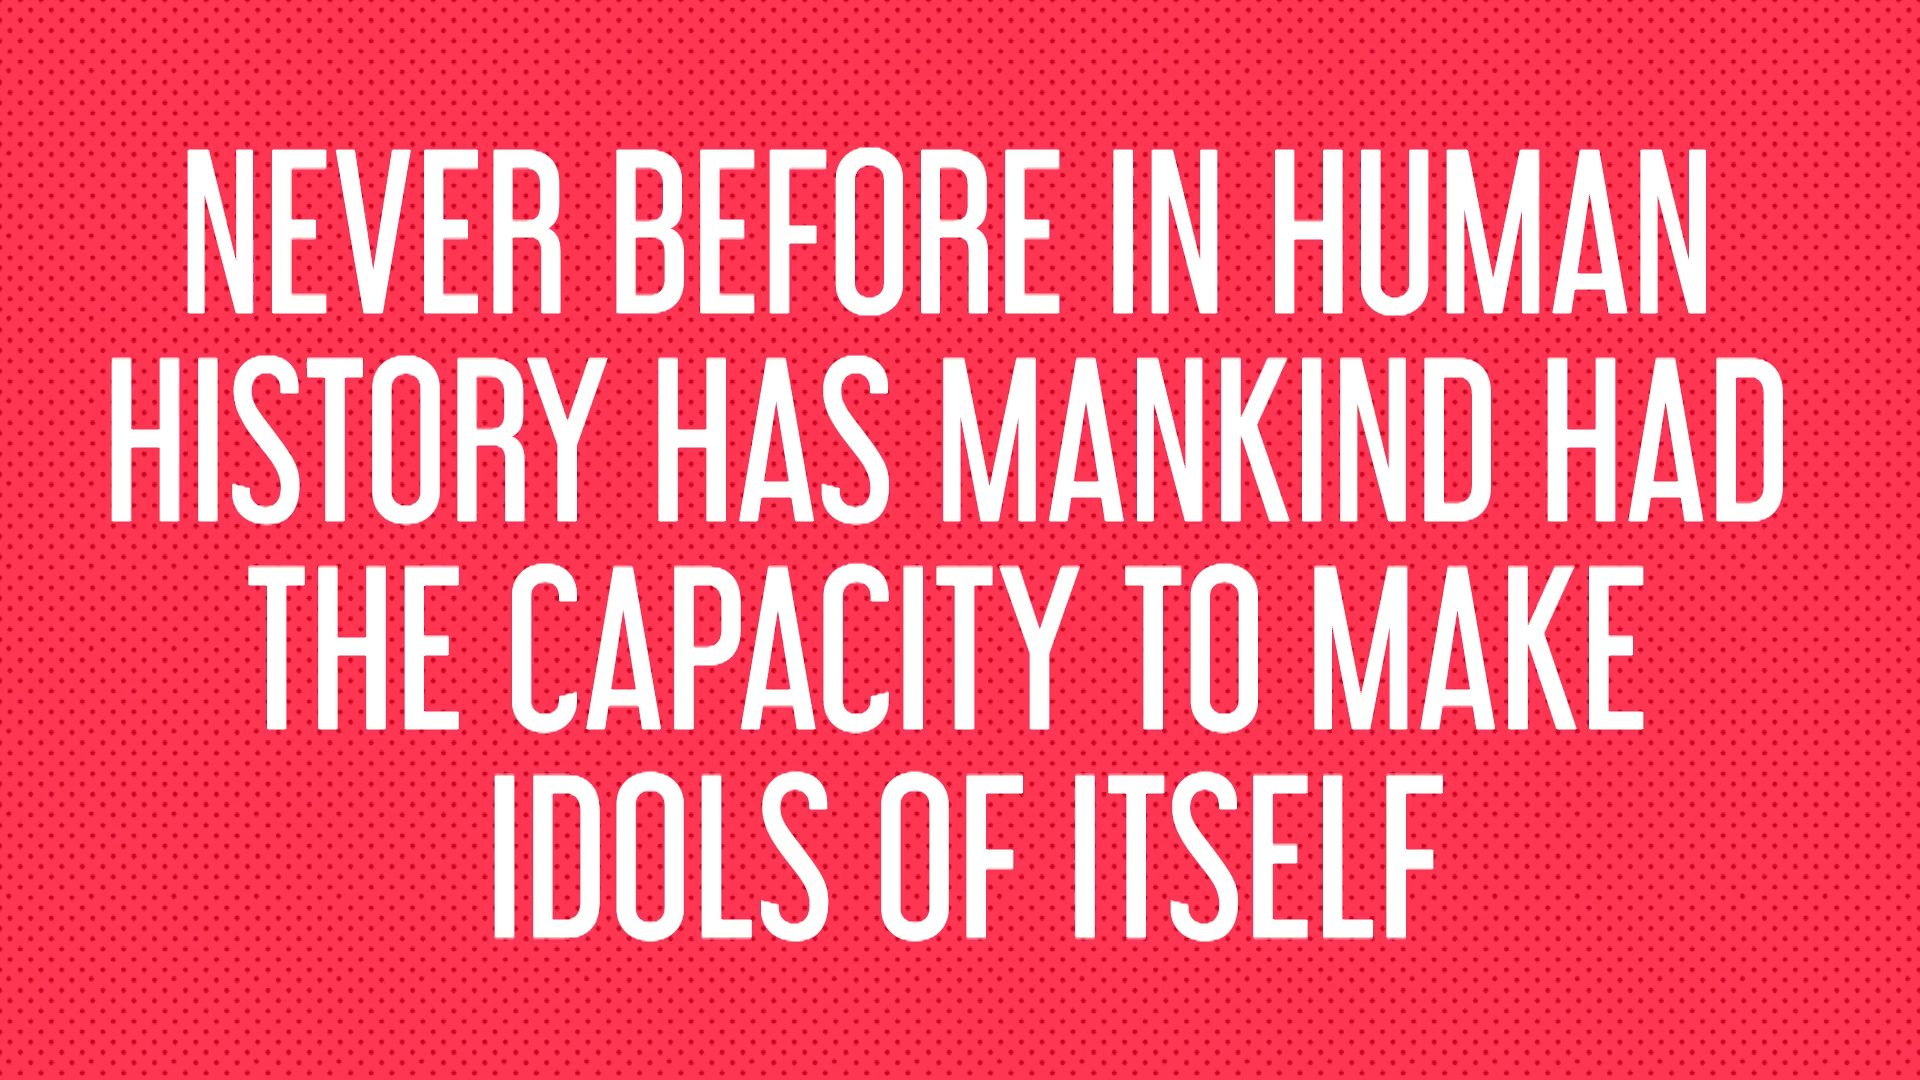 NEVER BEFORE IN HUMAN
HISTORY HAS MANKIND HAD
THE CAPACITY TO MAKE
IDOLS OF ITSELF